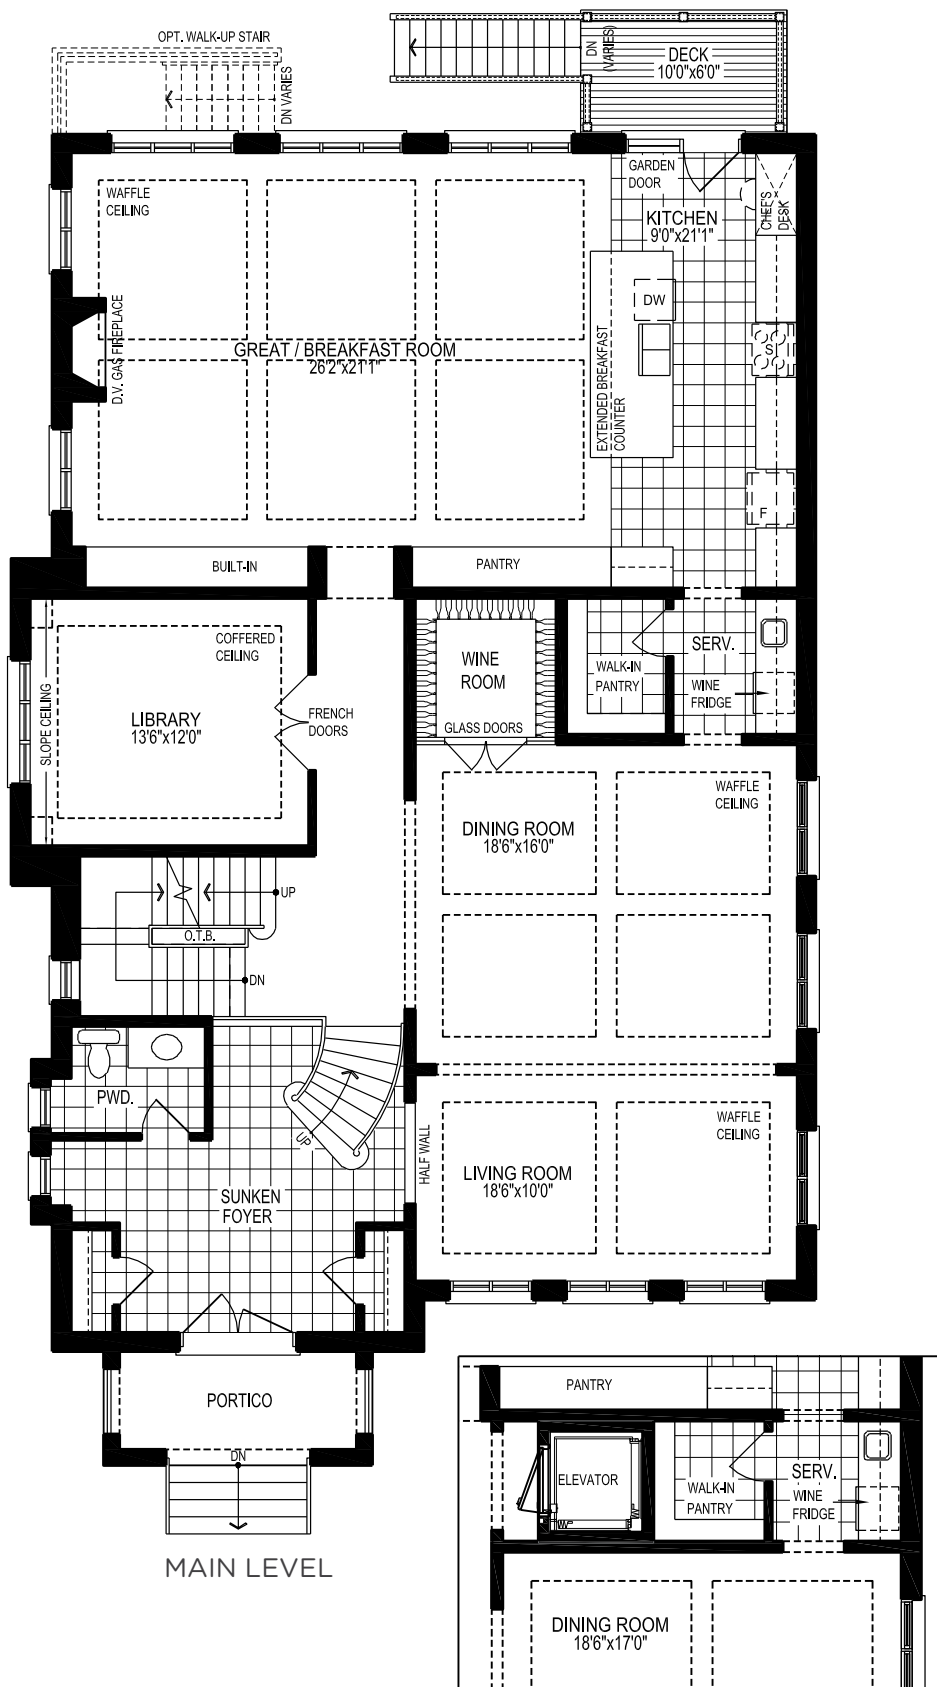 OPT. WALK-UP STAIR
DN VARIES
DN
(VARIES)
DECK
10'0"x6'0"
WAFFLE
CEILING
GARDEN
DOOR
CHEF'S
DESK
KITCHEN
9'0"x21'1"
DW
D.V. GAS FIREPLACE
GREAT / BREAKFAST ROOM
26'2"x21'1"
EXTENDED BREAKFAST
COUNTER
S
F
BUILT-IN
PANTRY
COFFERED
CEILING
SLOPE CEILING
LIBRARY
13'6"x12'0"
FRENCH
DOORS
WINE
ROOM
GLASS DOORS
WALK-IN
PANTRY
SERV.
WINE
FRIDGE
WAFFLE
CEILING
DINING ROOM
18'6"x16'0"
UP
O.T.B.
DN
PWD.
UP
HALF WALL
WAFFLE
CEILING
LIVING ROOM
18'6"x10'0"
SUNKEN
FOYER
PORTICO
DN
MAIN LEVEL
PANTRY
ELEVATOR
WALK-IN
PANTRY
SERV.
WINE
FRIDGE
DINING ROOM
18'6"x17'0"